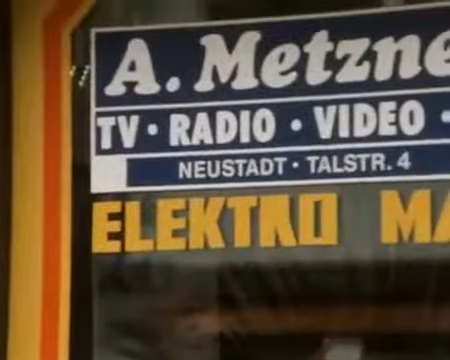 A. Metzne
TV · RADIO · VIDEO ·
NEUSTADT · TALSTR. 4
ELEKTRO MA